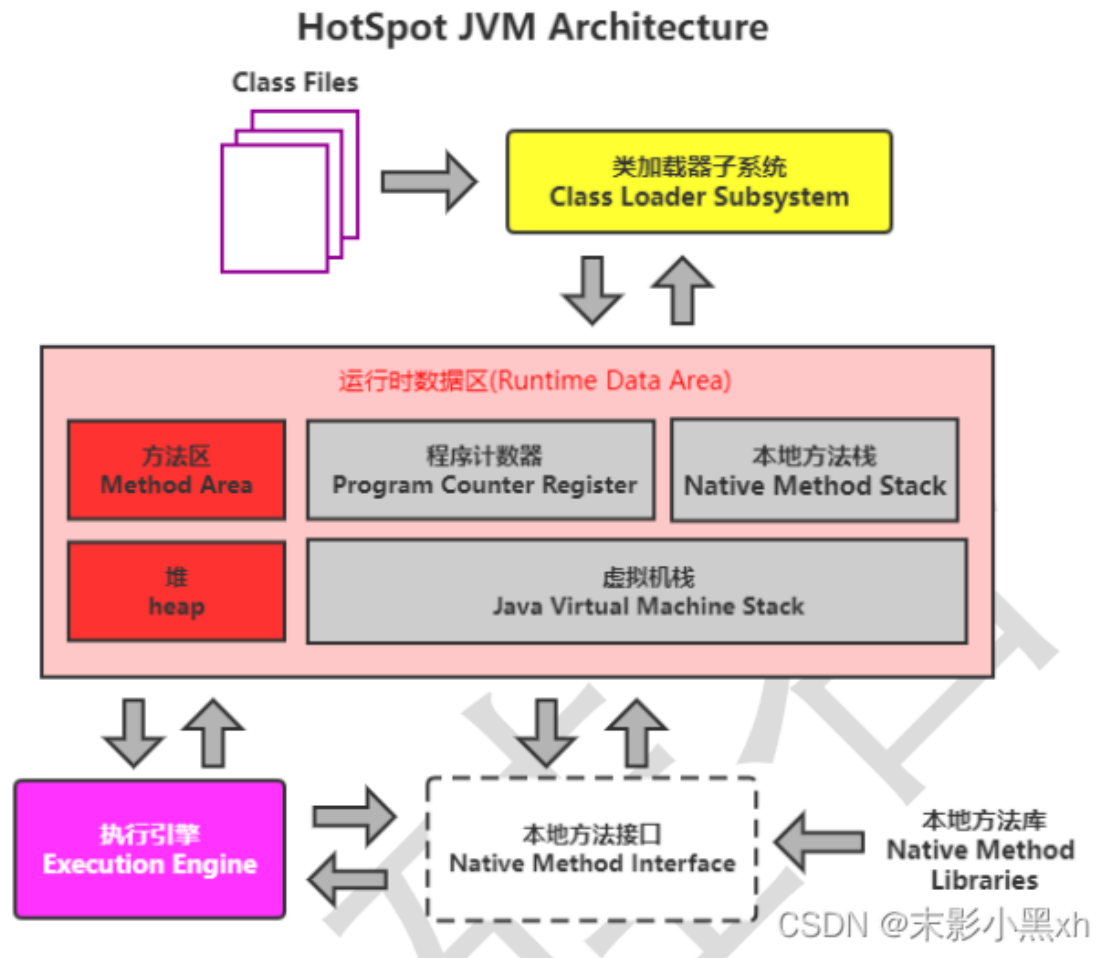 HotSpot JVM Architecture
Class Files
类加载器子系统
Class Loader Subsystem
运行时数据区(Runtime Data Area)
方法区
Method Area
程序计数器
Program Counter Register
本地方法栈
Native Method Stack
堆
heap
虚拟机栈
Java Virtual Machine Stack
执行引擎
Execution Engine
本地方法接口
Native Method Interface
本地方法库
Native Method
Libraries
CSDN @末影小黑xh